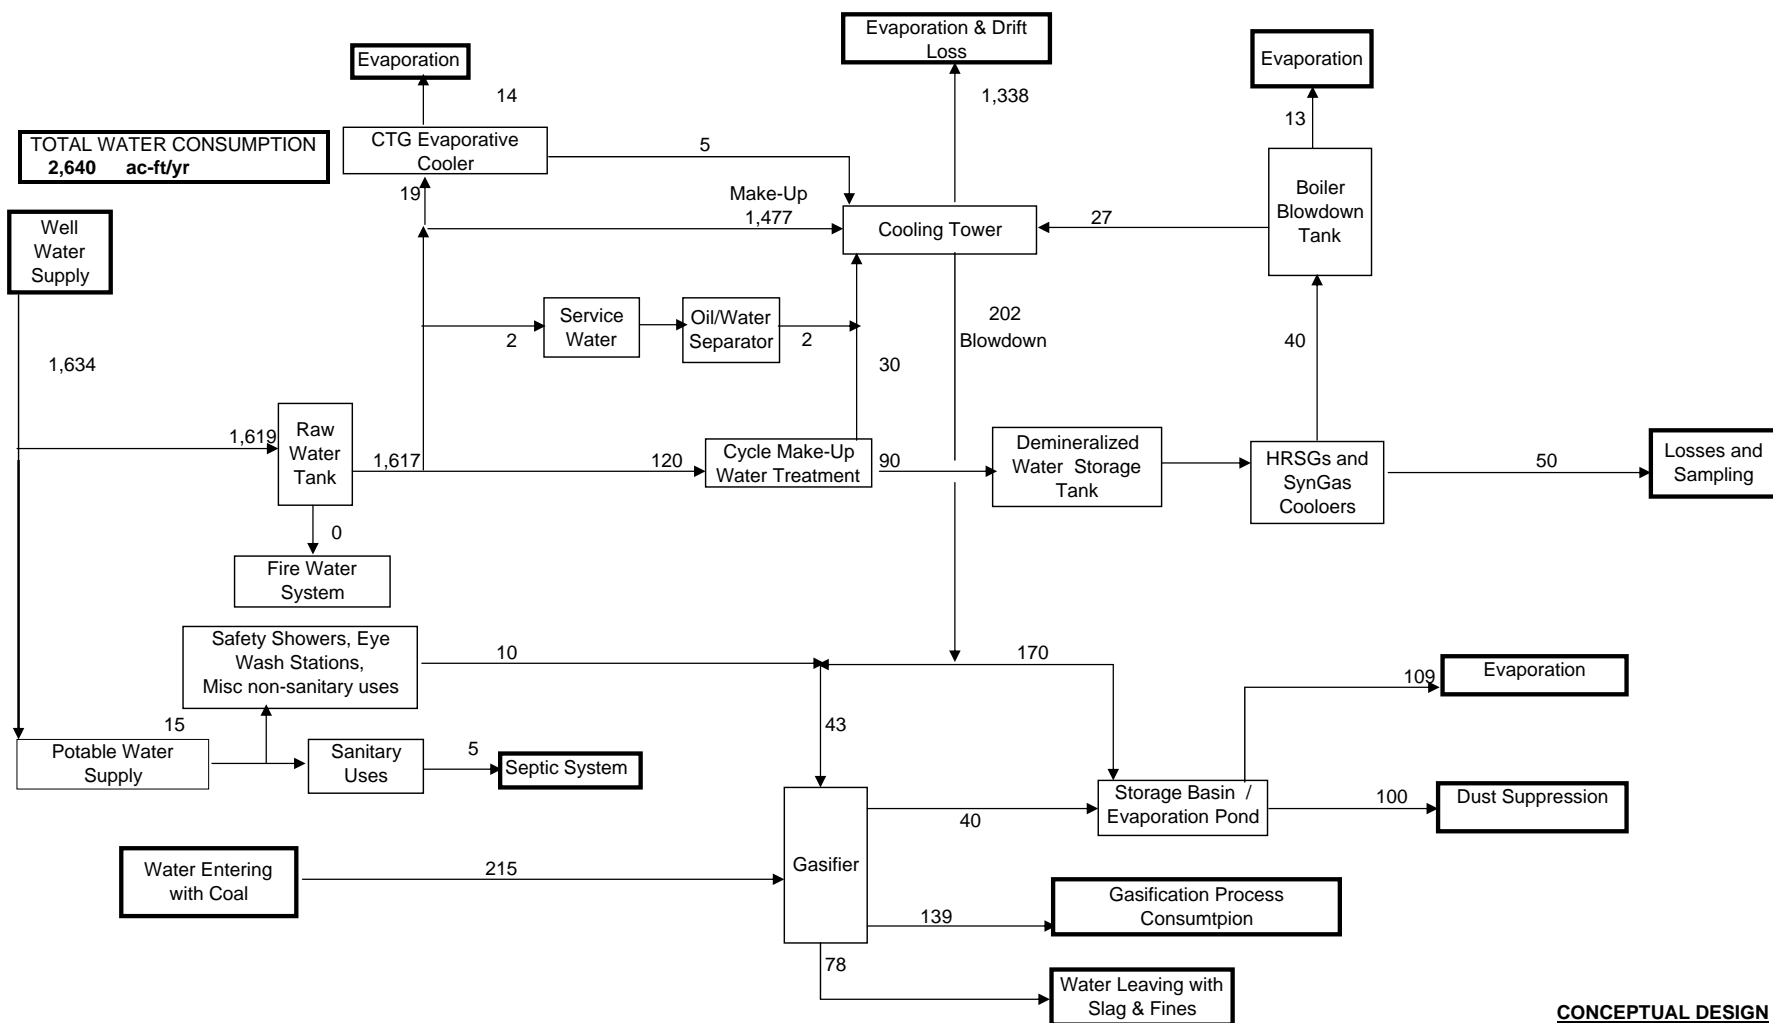 Evaporation & Drift
Loss
Evaporation
Evaporation
14
1,338
13
TOTAL WATER CONSUMPTION
2,640 ac-ft/yr
CTG Evaporative
Cooler
5
19
Make-Up
1,477
Boiler
Blowdown
Tank
Well
Water
Supply
Cooling Tower
27
Service
Water
Oil/Water
Separator
2
2
202
Blowdown
40
1,634
30
Raw
Water
Tank
1,619
1,617
120
Cycle Make-Up
Water Treatment
90
Demineralized
Water Storage
Tank
HRSGs and
SynGas
Cooloers
50
Losses and
Sampling
0
Fire Water
System
Safety Showers, Eye
Wash Stations,
Misc non-sanitary uses
10
170
109
Evaporation
15
43
Potable Water
Supply
Sanitary
Uses
5
Septic System
Storage Basin /
Evaporation Pond
100
Dust Suppression
40
Water Entering
with Coal
215
Gasifier
Gasification Process
Consumtpion
139
78
Water Leaving with
Slag & Fines
CONCEPTUAL DESIGN